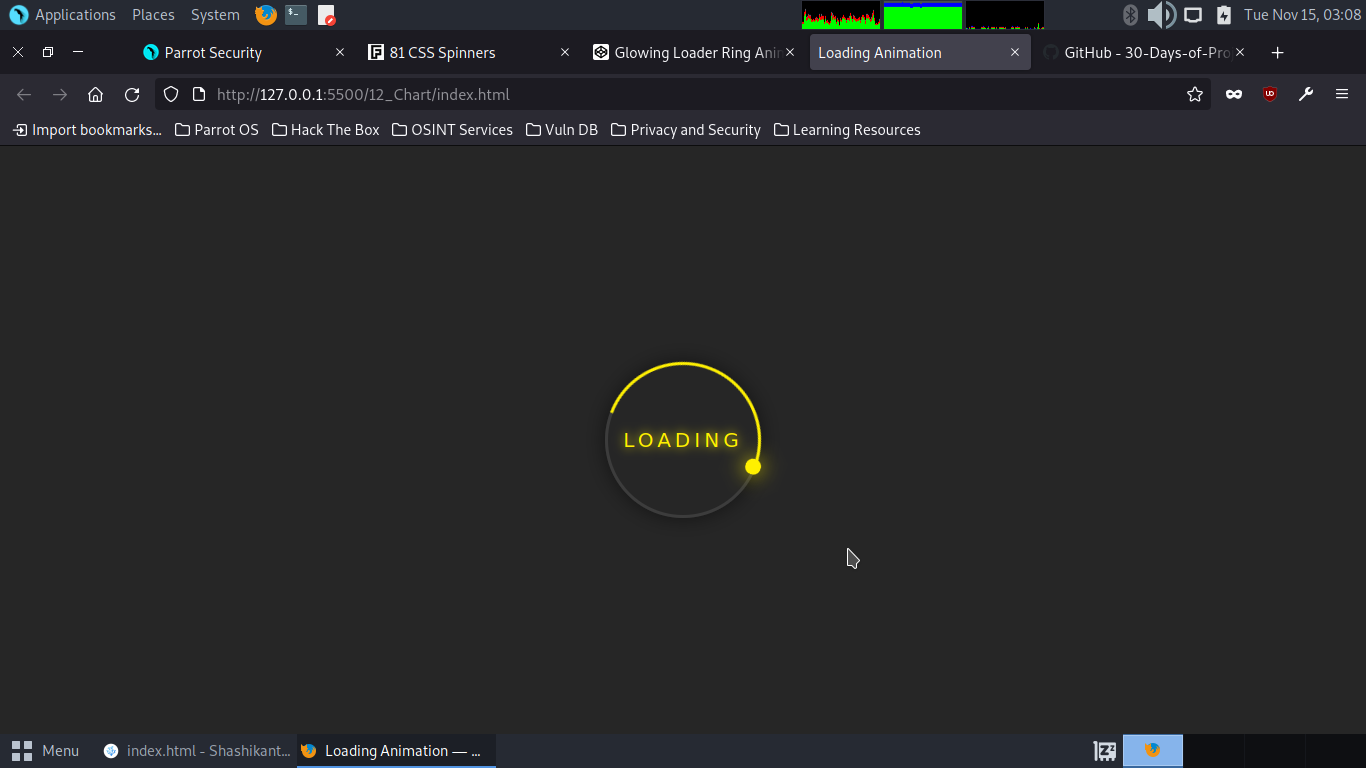 Applications Places System Tue Nov 15, 03:08
Parrot Security 81 CSS Spinners Glowing Loader Ring Anin Loading Animation GitHub - 30-Days-of-Pro
http://127.0.0.1:5500/12_Chart/index.html
Import bookmarks... Parrot OS Hack The Box OSINT Services Vuln DB Privacy and Security Learning Resources
LOADING
Menu index.html - Shashikant... Loading Animation — ...